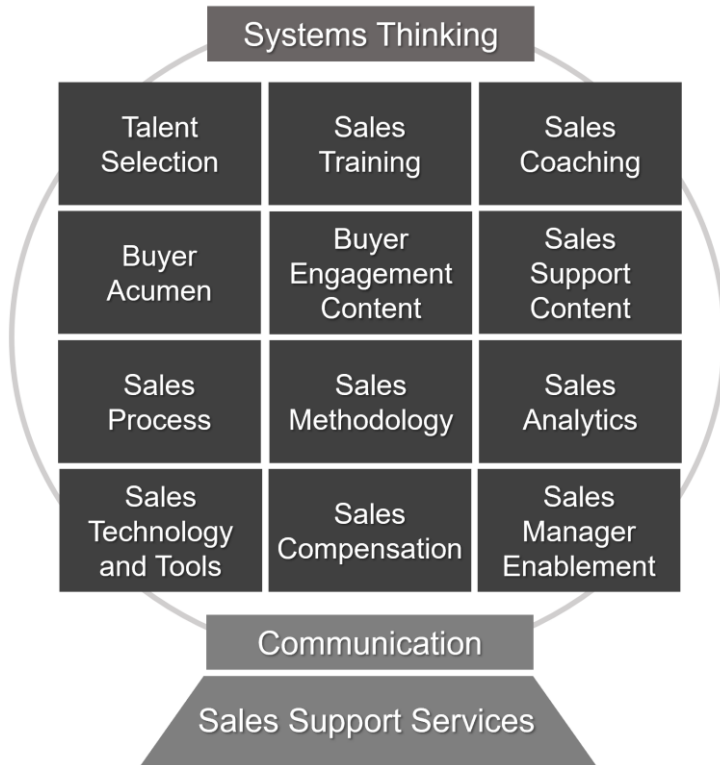 Systems Thinking
Talent
Selection
Sales
Training
Sales
Coaching
Buyer
Acumen
Buyer
Engagement
Content
Sales
Support
Content
Sales
Process
Sales
Methodology
Sales
Analytics
Sales
Technology
and Tools
Sales
Compensation
Sales
Manager
Enablement
Communication
Sales Support Services